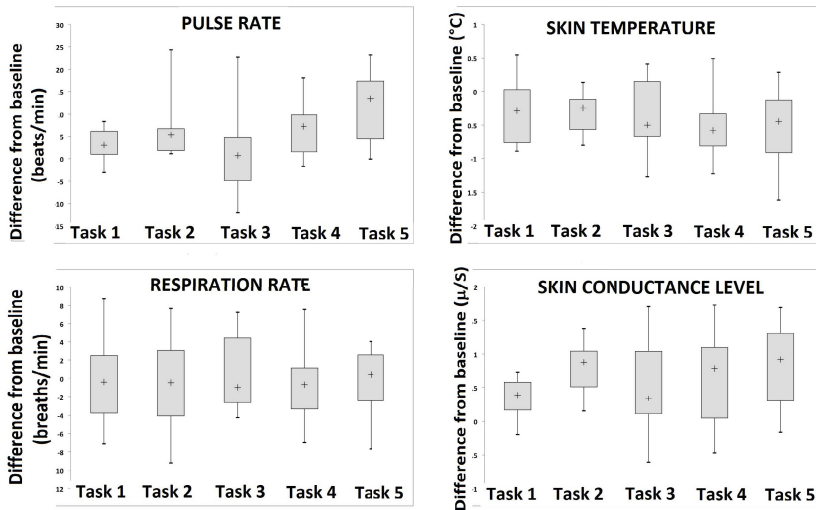 PULSE RATE
Difference from baseline
(beats/min)
30
25
20
.5
.0
5
0
-5
-10
15
Task 1 Task 2 Task 3 Task 4 Task 5
SKIN TEMPERATURE
Difference from baseline (°C)
1
0.5
0
0.5
-1
1.5
-2
Task 1 Task 2 Task 3 Task 4 Task 5
RESPIRATION RATE
Difference from baseline
(breaths/min)
10
8
6
4
2
0
-2
-4
-6
-8
10
12
Task 1 Task 2 Task 3 Task 4 Task 5
SKIN CONDUCTANCE LEVEL
Difference from baseline (µ/S)
2
.5
1
.5
0
.5
-1
Task 1 Task 2 Task 3 Task 4 Task 5